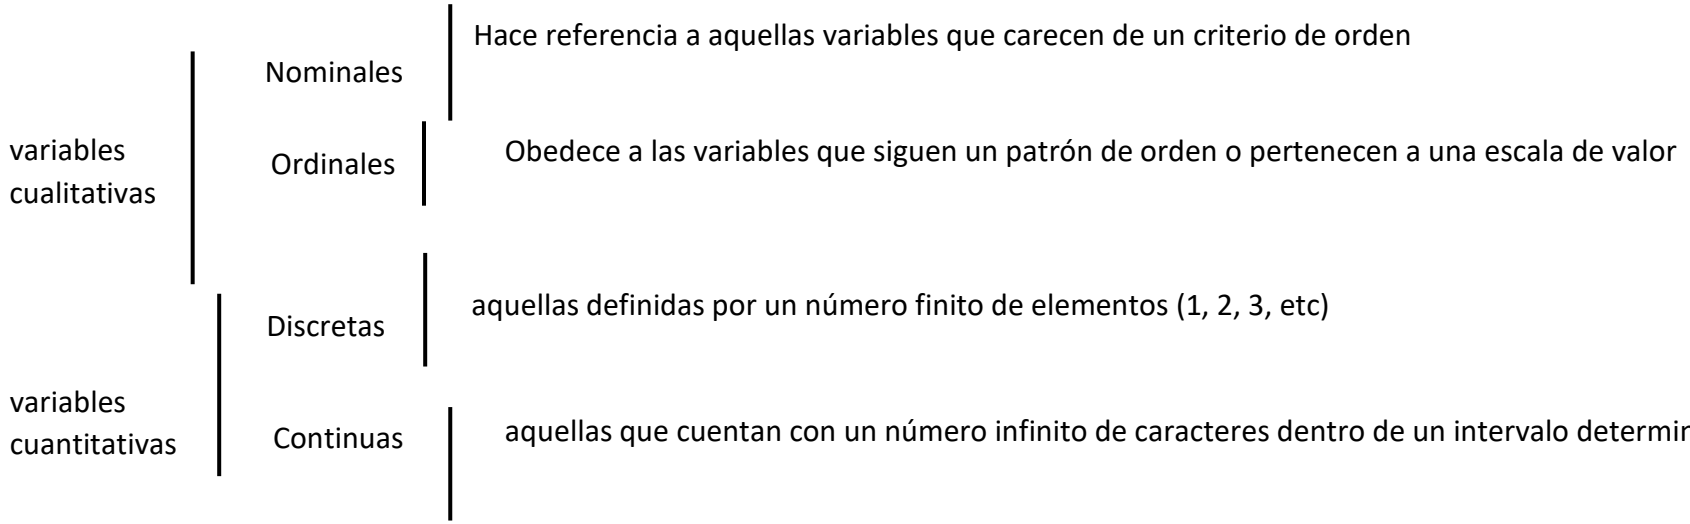 Hace referencia a aquellas variables que carecen de un criterio de orden
Nominales
variables
cualitativas
Ordinales
Obedece a las variables que siguen un patrón de orden o pertenecen a una escala de valor
Discretas
aquellas definidas por un número finito de elementos (1, 2, 3, etc)
variables
cuantitativas
Continuas
aquellas que cuentan con un número infinito de caracteres dentro de un intervalo